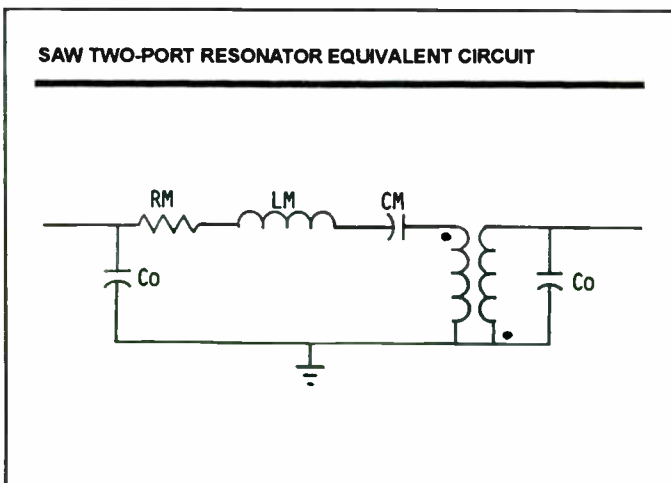 SAW TWO-PORT RESONATOR EQUIVALENT CIRCUIT
RM LM CM
Co Co